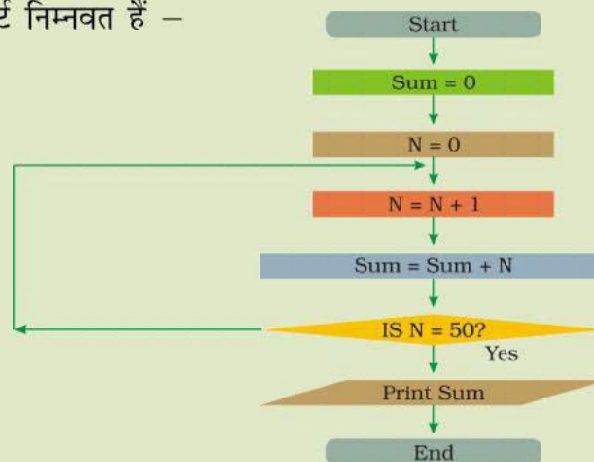 र्ट निम्नवत हैं –
Start
Sum = 0
N = 0
N = N + 1
Sum = Sum + N
IS N = 50?
Yes
Print Sum
End